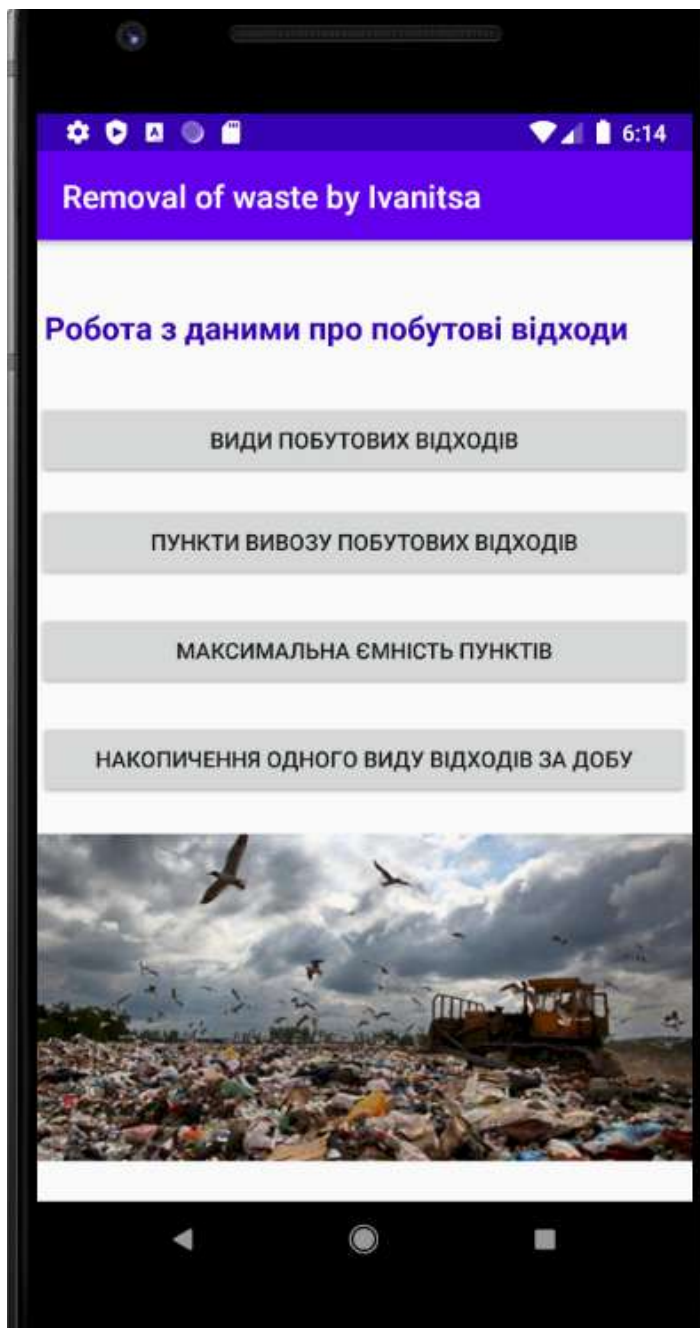 6:14
Removal of waste by Ivanitsa
Робота з даними про побутові відходи
ВИДИ ПОБУТОВИХ ВІДХОДІВ
ПУНКТИ ВИВОЗУ ПОБУТОВИХ ВІДХОДІВ
МАКСИМАЛЬНА ЄМНІСТЬ ПУНКТІВ
НАКОПИЧЕННЯ ОДНОГО ВИДУ ВІДХОДІВ ЗА ДОБУ